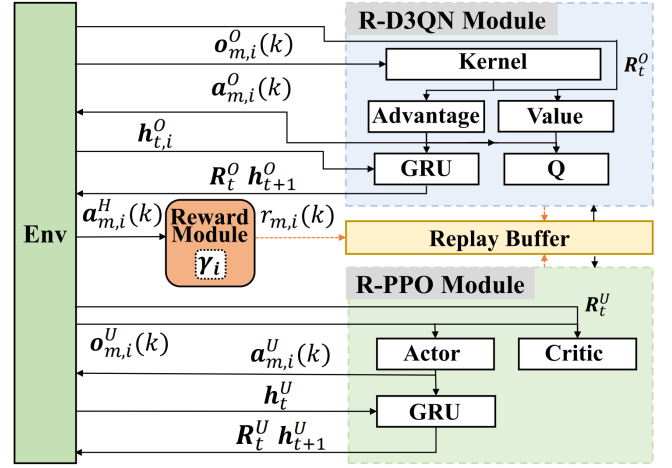 R-D3QN Module
𝒐^O_{m,i}(k)
Kernel
R^O_t
𝒂^O_{m,i}(k)
Advantage
Value
𝒉^O_{t,i}
GRU
Q
R^O_t h^O_{t+1}
Env
𝒂^H_{m,i}(k)
Reward
Module
γ_i
r_{m,i}(k)
Replay Buffer
R-PPO Module
R^U_t
𝒐^U_{m,i}(k)
𝒂^U_{m,i}(k)
Actor
Critic
h^U_t
GRU
R^U_t h^U_{t+1}